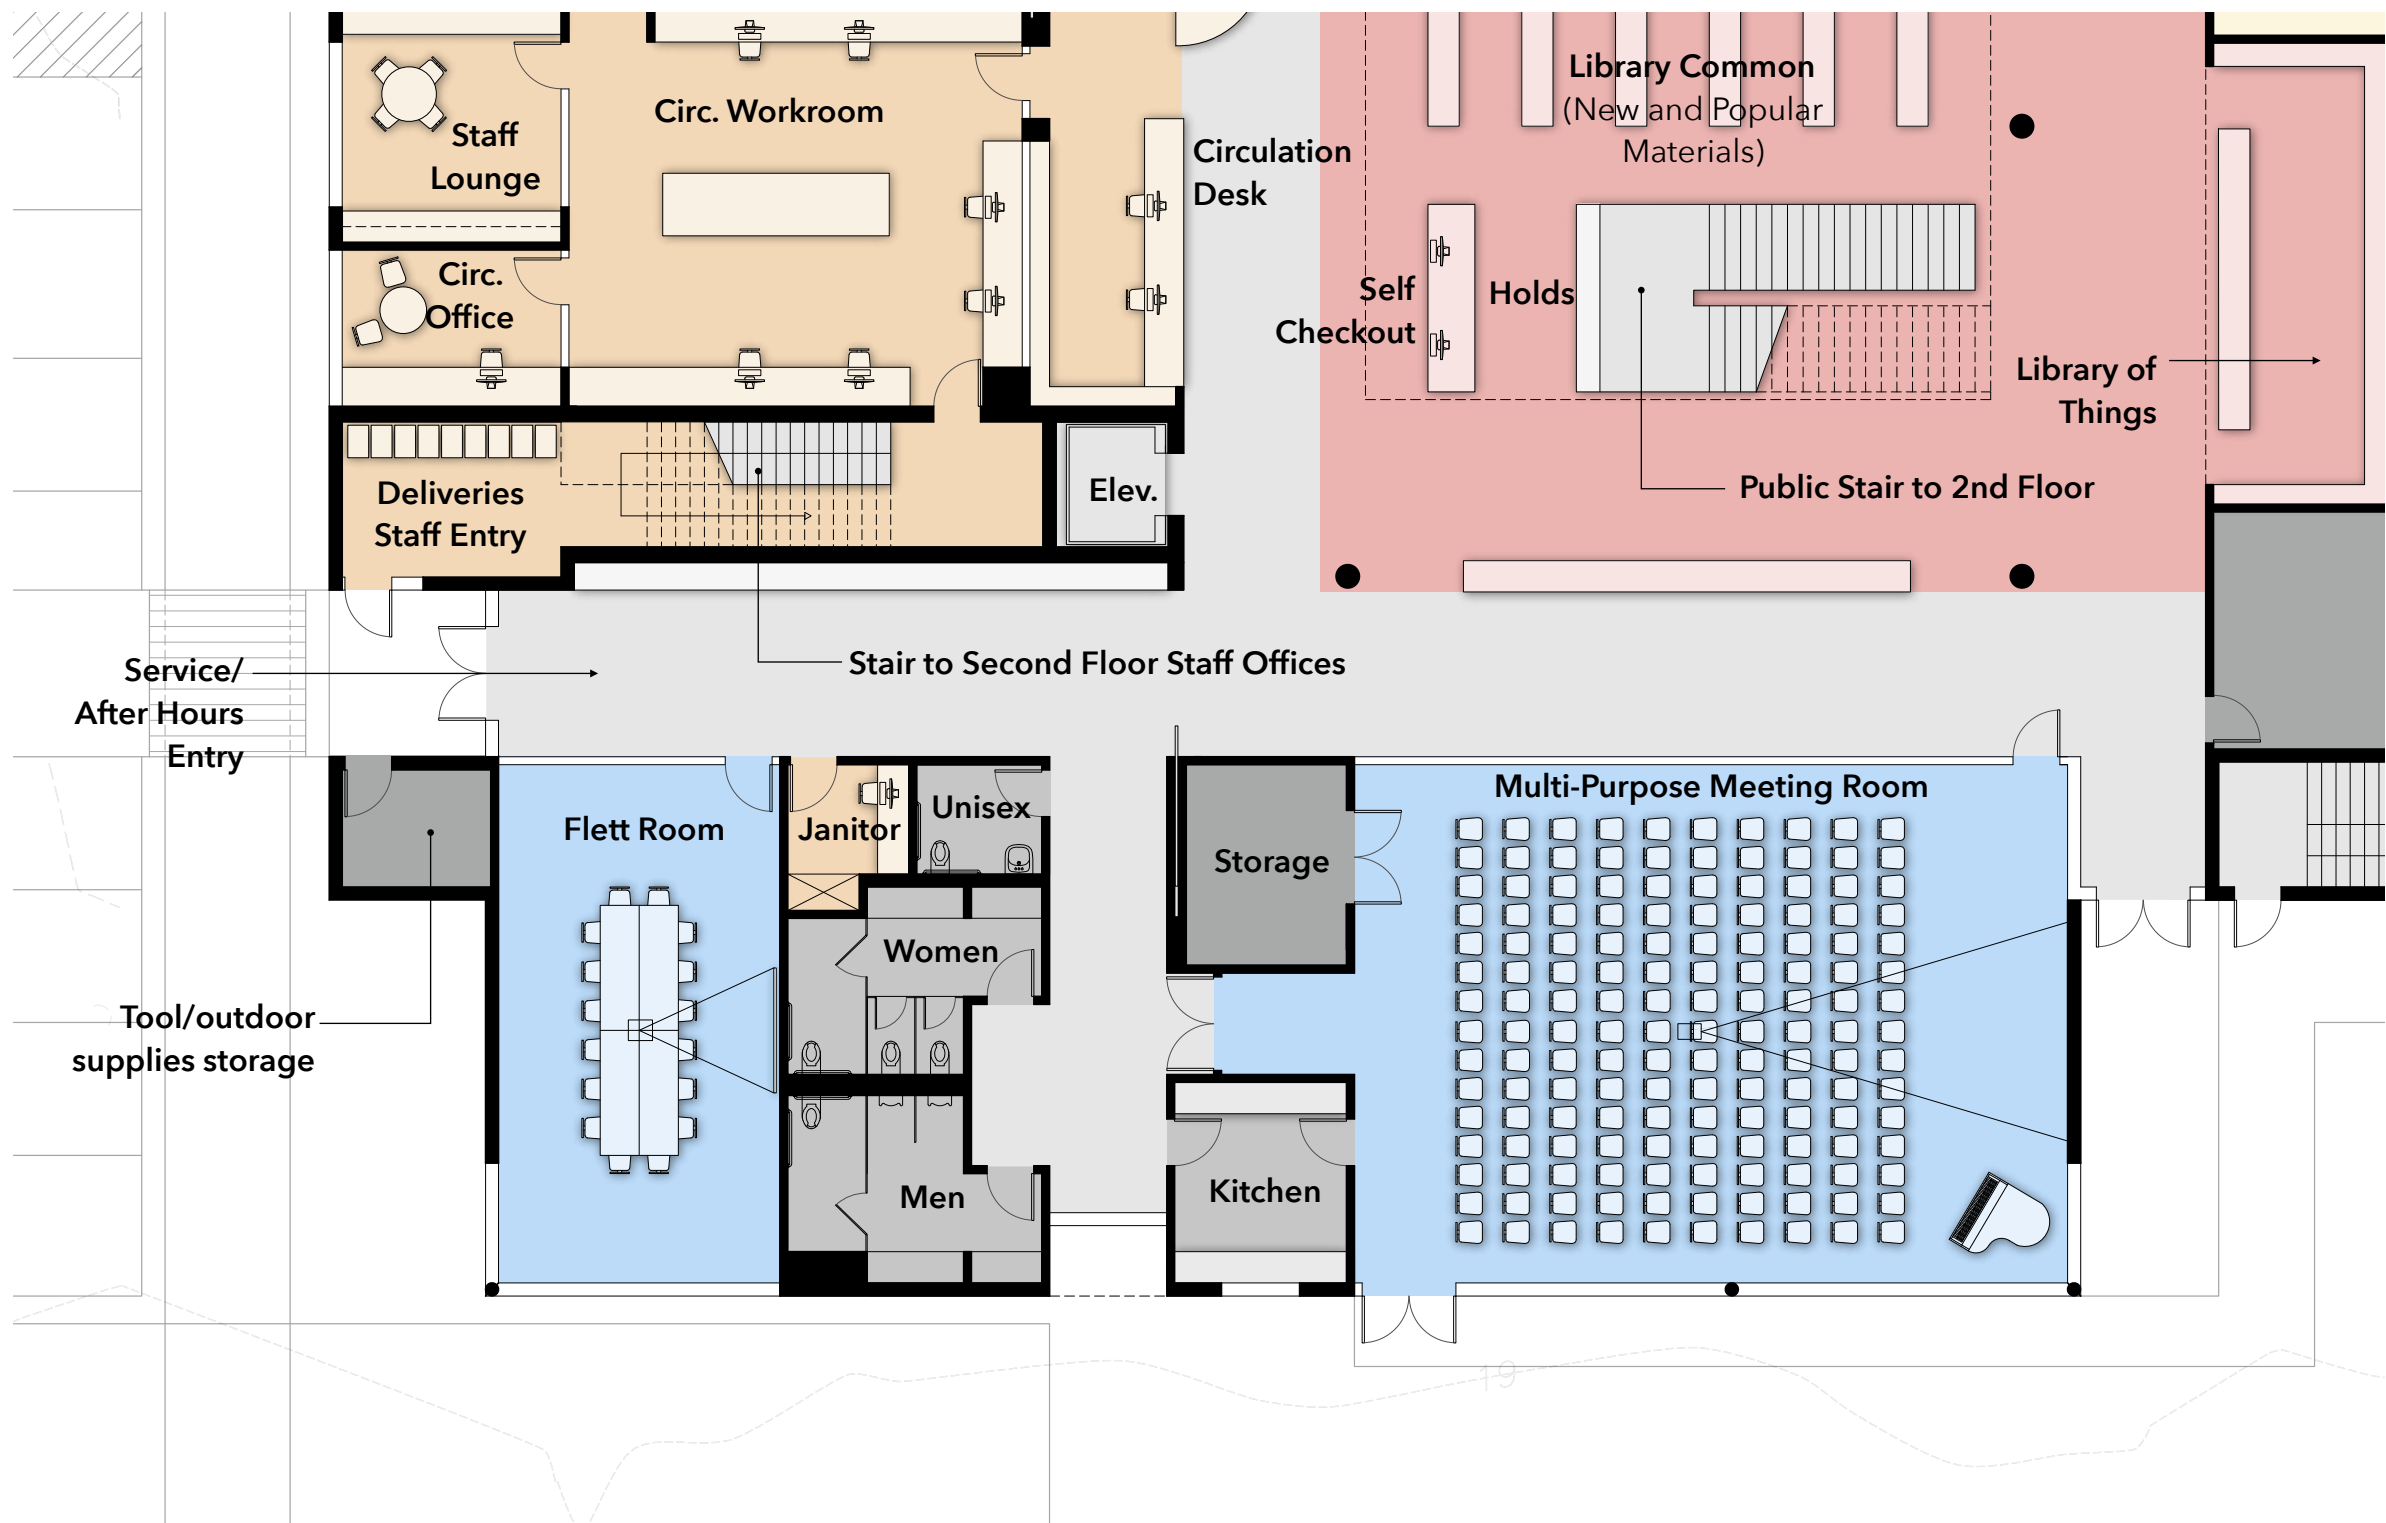 Library Common
(New and Popular
Materials)
Circ. Workroom
Staff
Lounge
Circulation
Desk
Circ.
Office
Self
Checkout
Holds
Library of
Things
Deliveries
Staff Entry
Elev.
Public Stair to 2nd Floor
Service/
After Hours
Entry
Stair to Second Floor Staff Offices
Multi-Purpose Meeting Room
Flett Room
Janitor
Unisex
Storage
Women
Tool/outdoor
supplies storage
Men
Kitchen
19